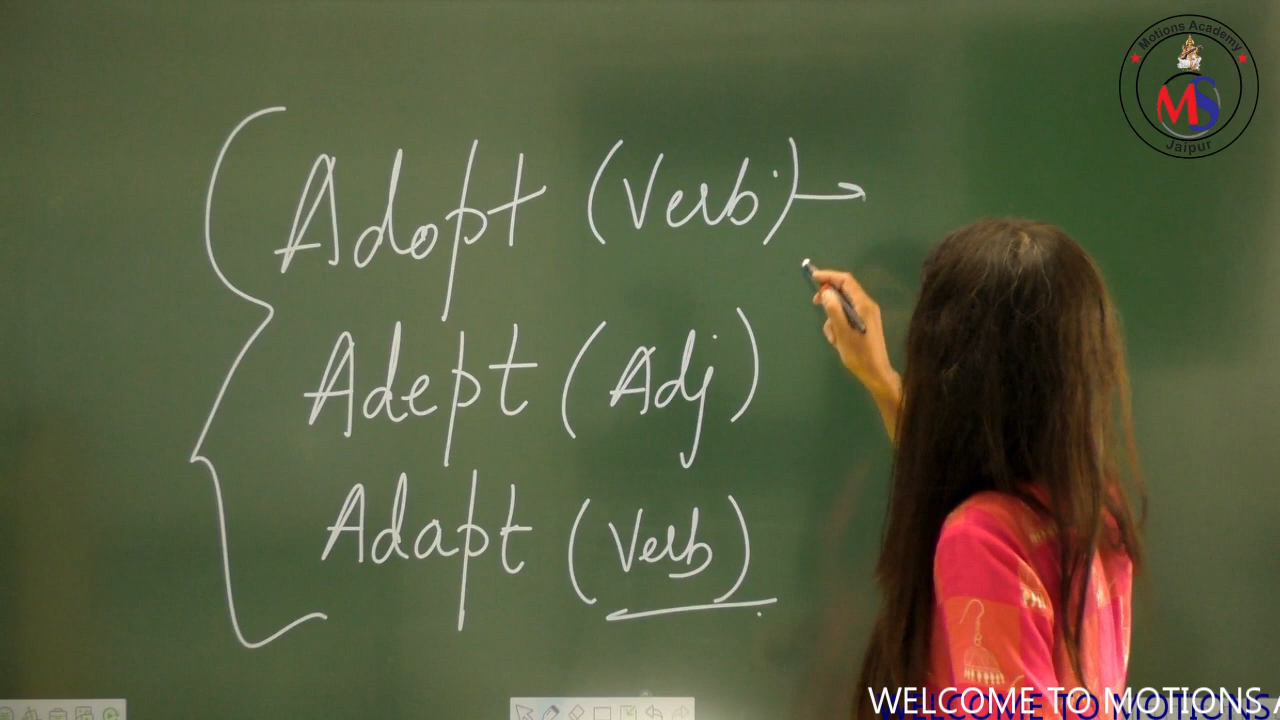 Motions Academy
MS
Jaipur
Adopt (Verb) →
Adept (Adj)
Adapt (Verb)
WELCOME TO MOTIONS A